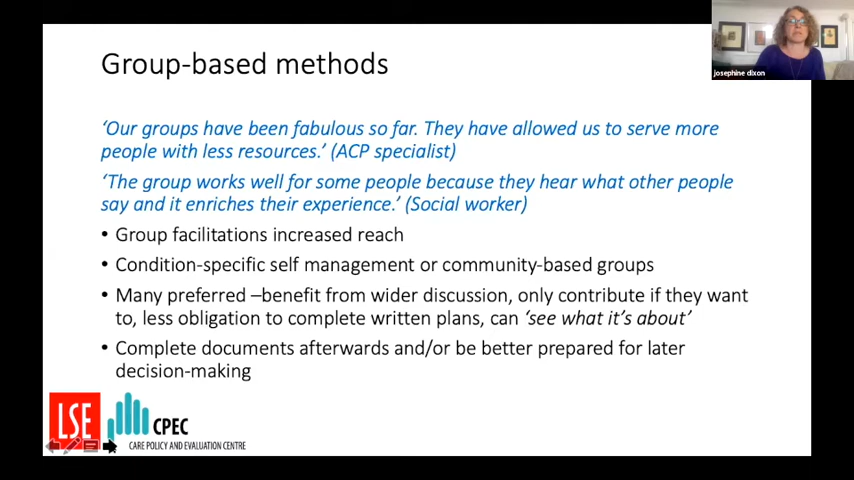 josephine dixon
Group-based methods
‘Our groups have been fabulous so far. They have allowed us to serve more
people with less resources.’ (ACP specialist)
‘The group works well for some people because they hear what other people
say and it enriches their experience.’ (Social worker)
• Group facilitations increased reach
• Condition-specific self management or community-based groups
• Many preferred –benefit from wider discussion, only contribute if they want
to, less obligation to complete written plans, can ‘see what it’s about’
• Complete documents afterwards and/or be better prepared for later
decision-making
LSE
CPEC
CARE POLICY AND EVALUATION CENTRE